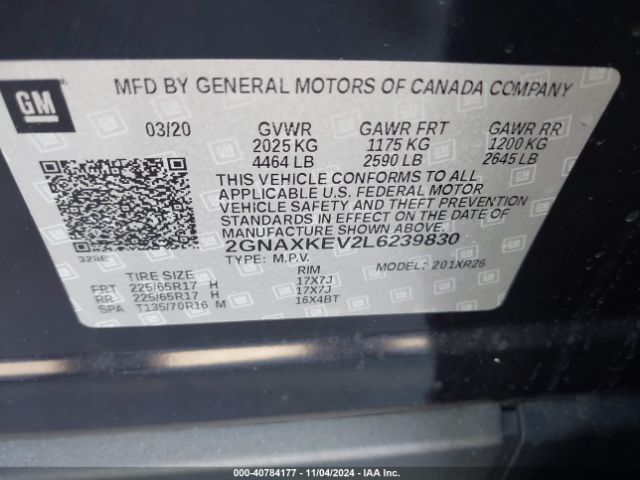 GM
MFD BY GENERAL MOTORS OF CANADA COMPANY
03/20 GVWR GAWR FRT GAWR RR
2025 KG 1175 KG 1200 KG
4464 LB 2590 LB 2645 LB
THIS VEHICLE CONFORMS TO ALL
APPLICABLE U.S. FEDERAL MOTOR
VEHICLE SAFETY AND THEFT PREVENTION
STANDARDS IN EFFECT ON THE DATE OF
MANUFACTURE SHOWN ABOVE.
2GNAXKEV2L6239830
329E TYPE: M.P.V. MODEL: 201XR26
TIRE SIZE RIM
FRT 225/65R17 H 17X7J
RR 225/65R17 H 17X7J
SPA T135/70R16 M 16X4BT
000-40784177 - 11/04/2024 - IAA Inc.